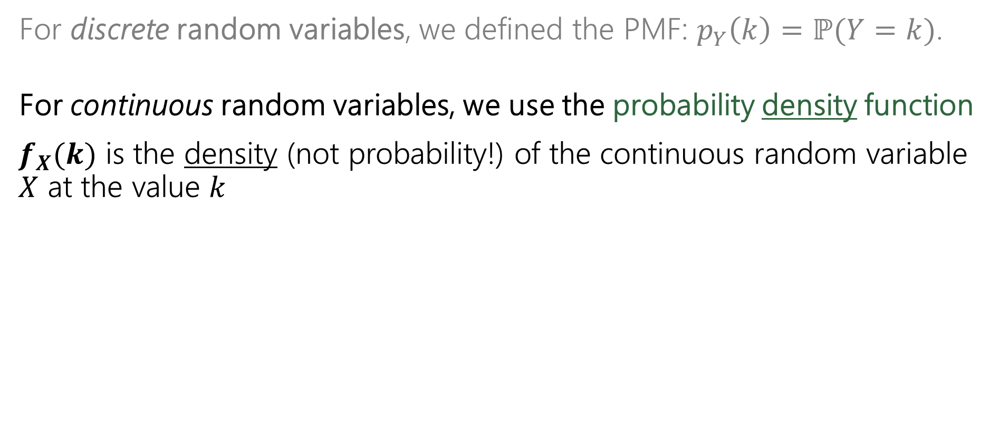 For discrete random variables, we defined the PMF: p_Y(k) = ℙ(Y = k).
For continuous random variables, we use the probability density function
f_X(k) is the density (not probability!) of the continuous random variable
X at the value k